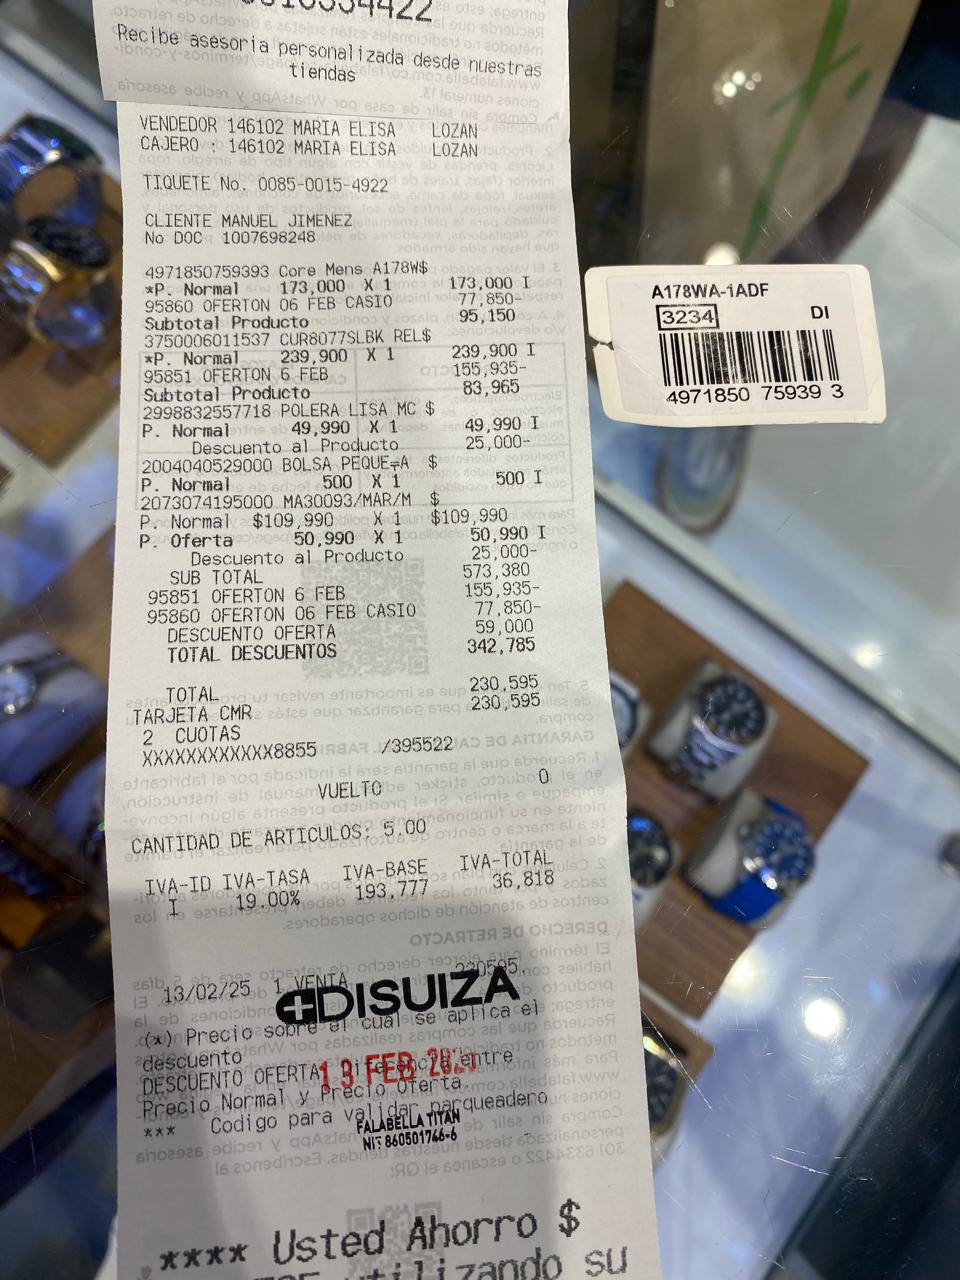 Recibe asesoria personalizada desde nuestras
tiendas
VENDEDOR 146102 MARIA ELISA LOZAN
CAJERO : 146102 MARIA ELISA LOZAN
TIQUETE No. 0085-0015-4922
CLIENTE MANUEL JIMENEZ
No DOC 1007698248
4971850759393 Core Mens A178W$
*P. Normal 173,000 X 1 173,000 I
95860 OFERTON 06 FEB CASIO 77,850-
Subtotal Producto 95,150
3750006011537 CUR8077SLBK REL$
*P. Normal 239,900 X 1 239,900 I
95851 OFERTON 6 FEB 155,935-
Subtotal Producto 83,965
2998832557718 POLERA LISA MC $
P. Normal 49,990 X 1 49,990 I
Descuento al Producto 25,000-
2004040529000 BOLSA PEQUE¬A $
P. Normal 500 X 1 500 I
2073074195000 MA30093/MAR/M $
P. Normal $109,990 X 1 $109,990
P. Oferta 50,990 X 1 50,990 I
Descuento al Producto 25,000-
SUB TOTAL 573,380
95851 OFERTON 6 FEB 155,935-
95860 OFERTON 06 FEB CASIO 77,850-
DESCUENTO OFERTA 59,000
TOTAL DESCUENTOS 342,785
TOTAL 230,595
TARJETA CMR 230,595
2 CUOTAS
XXXXXXXXXXXX8855 /395522
VUELTO 0
CANTIDAD DE ARTICULOS: 5.00
IVA-ID IVA-TASA IVA-BASE IVA-TOTAL
I 19.00% 193,777 36,818
13/02/25 1 VENTA 230595.
DISUIZA
(*) Precio sobre el cual se aplica el
descuento
DESCUENTO OFERTA: entre
13 FEB
Precio Normal y Precio Oferta.
*** Codigo para validar parqueadero
FALABELLA TITAN
NIT 860501746-6
**** Usted Ahorro $
utilizando su
A178WA-1ADF
3234 DI
4971850 75939 3